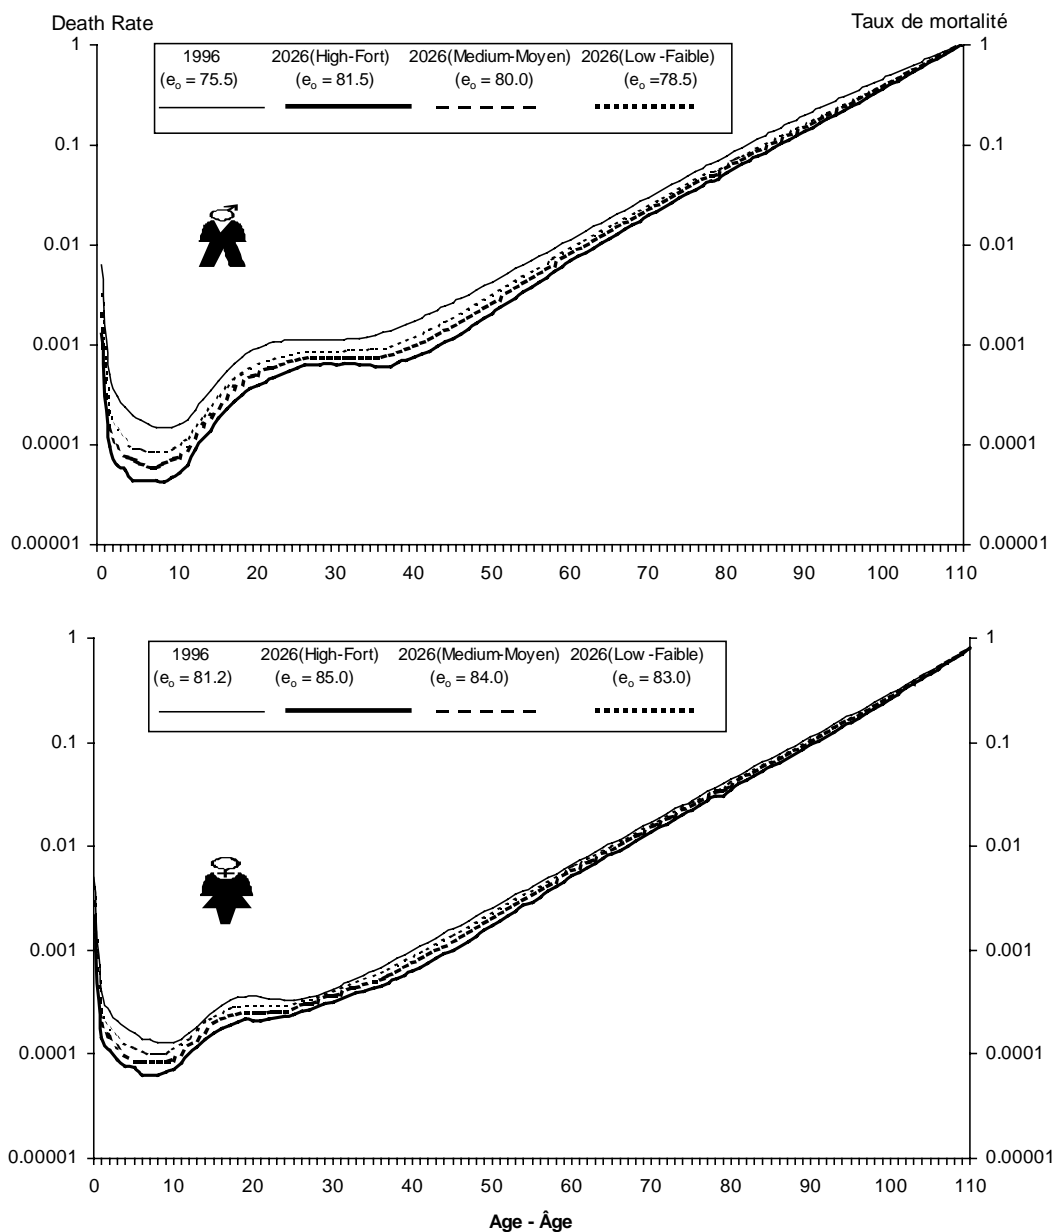 Death Rate Taux de mortalité
1996 2026(High-Fort) 2026(Medium-Moyen) 2026(Low -Faible)
(eo = 75.5) (eo = 81.5) (eo = 80.0) (eo =78.5)
1 1
0.1 0.1
0.01 0.01
0.001 0.001
0.0001 0.0001
0.00001 0.00001
0 10 20 30 40 50 60 70 80 90 100 110
1 1
1996 2026(High-Fort) 2026(Medium-Moyen) 2026(Low -Faible)
(eo = 81.2) (eo = 85.0) (eo = 84.0) (eo = 83.0)
0.1 0.1
0.01 0.01
0.001 0.001
0.0001 0.0001
0.00001 0.00001
0 10 20 30 40 50 60 70 80 90 100 110
Age - Âge